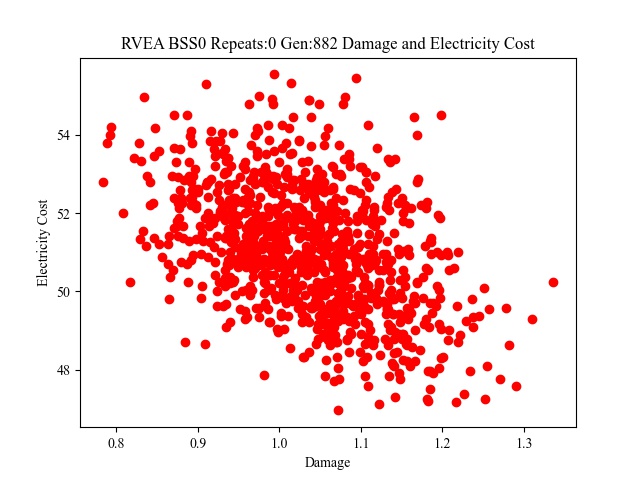 RVEA BSS0 Repeats:0 Gen:882 Damage and Electricity Cost
54
52
50
48
Electricity Cost
0.8 0.9 1.0 1.1 1.2 1.3
Damage